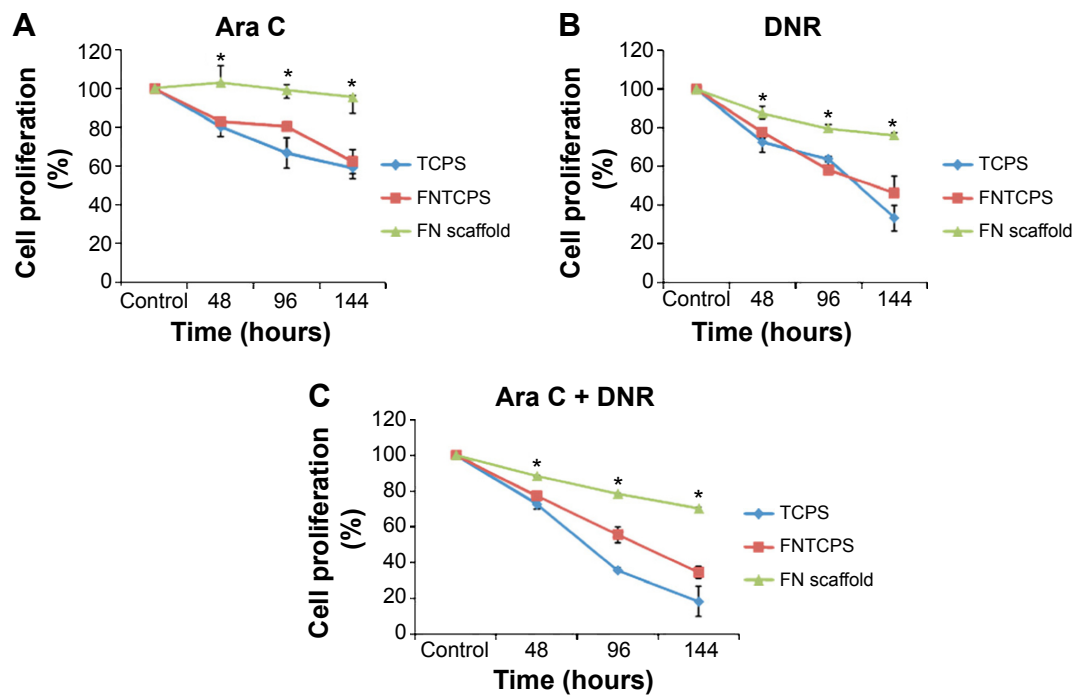 A
Ara C
Cell proliferation
(%)
120
100
80
60
40
20
0
* * *
Control 48 96 144
Time (hours)
TCPS
FNTCPS
FN scaffold
B
DNR
Cell proliferation
(%)
120
100
80
60
40
20
0
* * *
Control 48 96 144
Time (hours)
TCPS
FNTCPS
FN scaffold
C
Ara C + DNR
Cell proliferation
(%)
120
100
80
60
40
20
0
* * *
Control 48 96 144
Time (hours)
TCPS
FNTCPS
FN scaffold